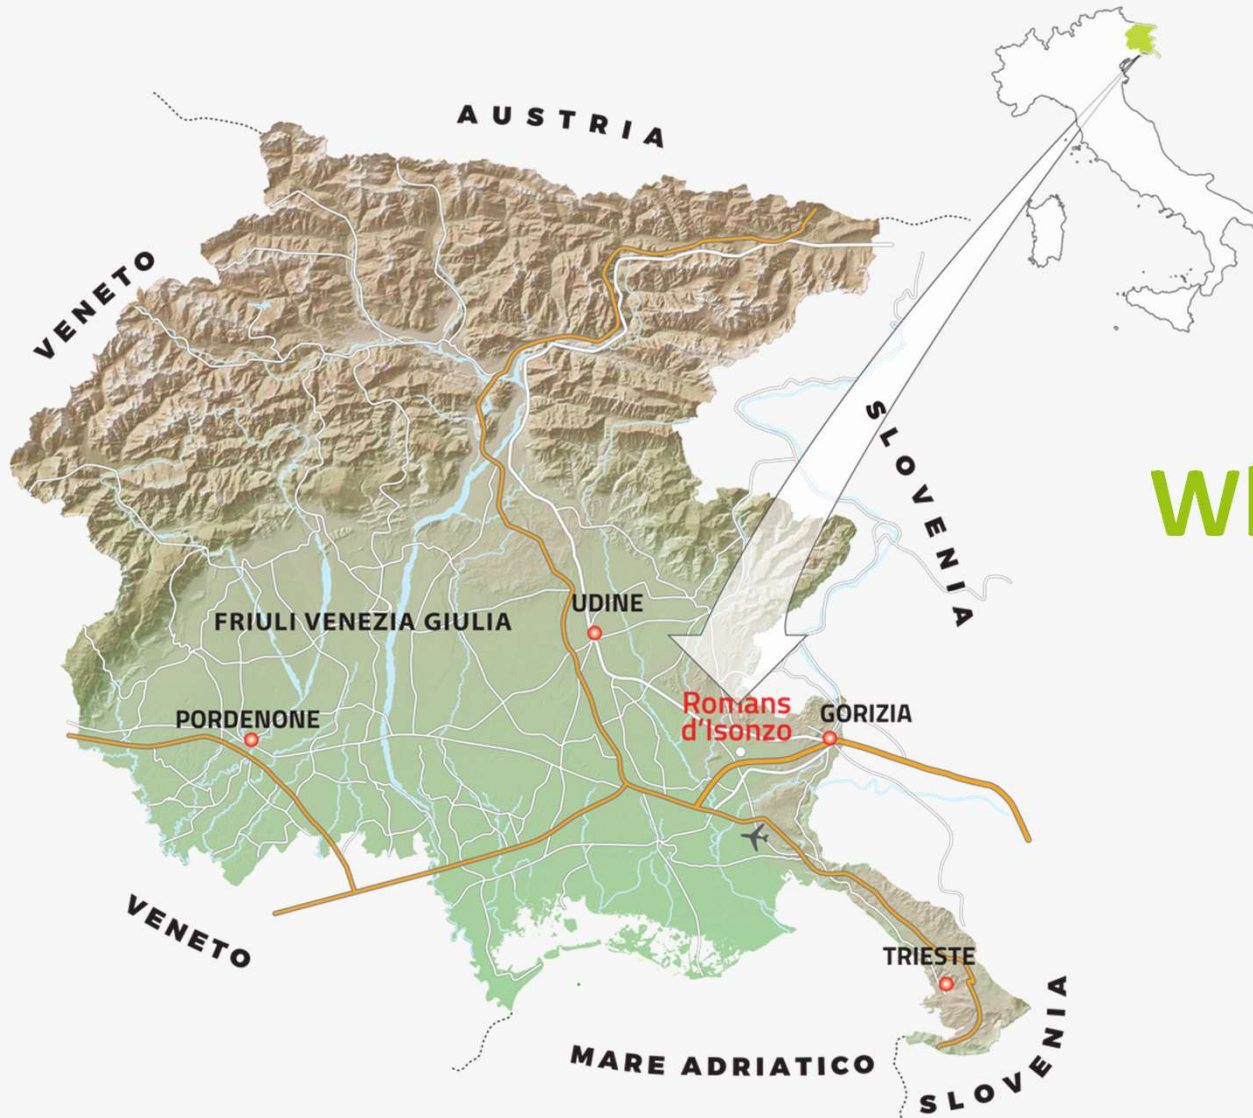 AUSTRIA
VENETO
SLOVENIA
FRIULI VENEZIA GIULIA
UDINE
PORDENONE
Romans
d'Isonzo
GORIZIA
VENETO
TRIESTE
MARE ADRIATICO
SLOVENIA